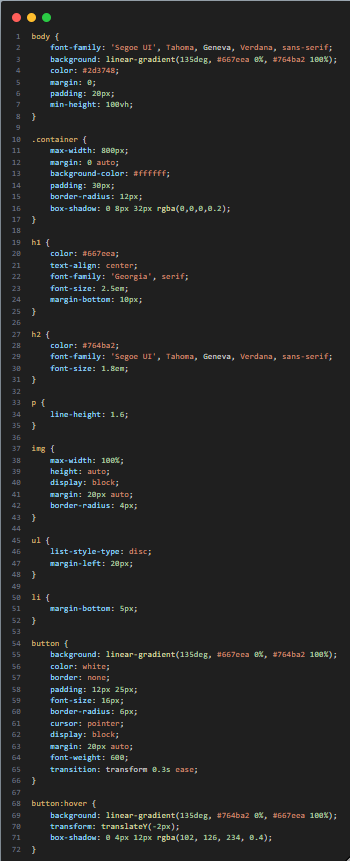 1 body {
2 font-family: 'Segoe UI', Tahoma, Geneva, Verdana, sans-serif;
3 background: linear-gradient(135deg, #667eea 0%, #764ba2 100%);
4 color: #2d3748;
5 margin: 0;
6 padding: 20px;
7 min-height: 100vh;
8 }
9
10 .container {
11 max-width: 800px;
12 margin: 0 auto;
13 background-color: #ffffff;
14 padding: 30px;
15 border-radius: 12px;
16 box-shadow: 0 8px 32px rgba(0,0,0,0.2);
17 }
18
19 h1 {
20 color: #667eea;
21 text-align: center;
22 font-family: 'Georgia', serif;
23 font-size: 2.5em;
24 margin-bottom: 10px;
25 }
26
27 h2 {
28 color: #764ba2;
29 font-family: 'Segoe UI', Tahoma, Geneva, Verdana, sans-serif;
30 font-size: 1.8em;
31 }
32
33 p {
34 line-height: 1.6;
35 }
36
37 img {
38 max-width: 100%;
39 height: auto;
40 display: block;
41 margin: 20px auto;
42 border-radius: 4px;
43 }
44
45 ul {
46 list-style-type: disc;
47 margin-left: 20px;
48 }
49
50 li {
51 margin-bottom: 5px;
52 }
53
54 button {
55 background: linear-gradient(135deg, #667eea 0%, #764ba2 100%);
56 color: white;
57 border: none;
58 padding: 12px 25px;
59 font-size: 16px;
60 border-radius: 6px;
61 cursor: pointer;
62 display: block;
63 margin: 20px auto;
64 font-weight: 600;
65 transition: transform 0.3s ease;
66 }
67
68 button:hover {
69 background: linear-gradient(135deg, #764ba2 0%, #667eea 100%);
70 transform: translateY(-2px);
71 box-shadow: 0 4px 12px rgba(102, 126, 234, 0.4);
72 }